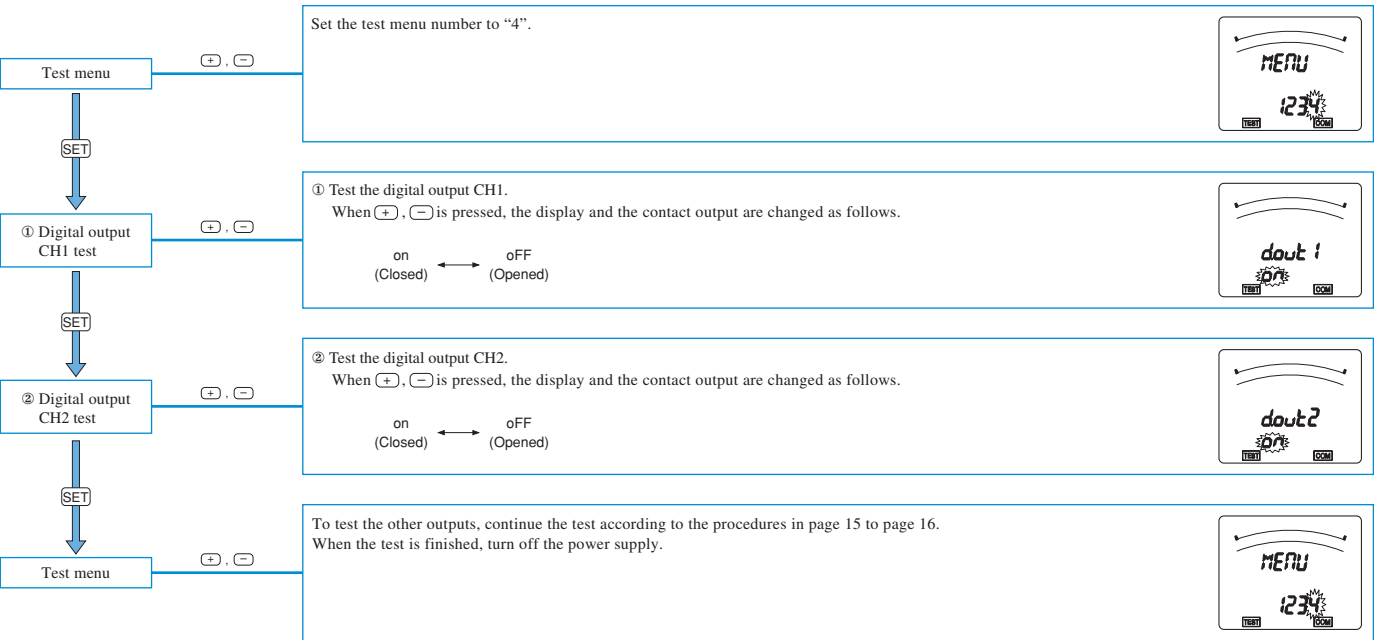 Set the test menu number to “4”.
Test menu
+ , −
MENU
1234
TEST COM
SET
① Test the digital output CH1.
When + , − is pressed, the display and the contact output are changed as follows.
① Digital output
CH1 test
+ , −
on oFF
(Closed) (Opened)
d.out 1
on
TEST COM
SET
② Test the digital output CH2.
When + , − is pressed, the display and the contact output are changed as follows.
② Digital output
CH2 test
+ , −
on oFF
(Closed) (Opened)
d.out2
on
TEST COM
SET
To test the other outputs, continue the test according to the procedures in page 15 to page 16.
When the test is finished, turn off the power supply.
Test menu
+ , −
MENU
1234
TEST COM